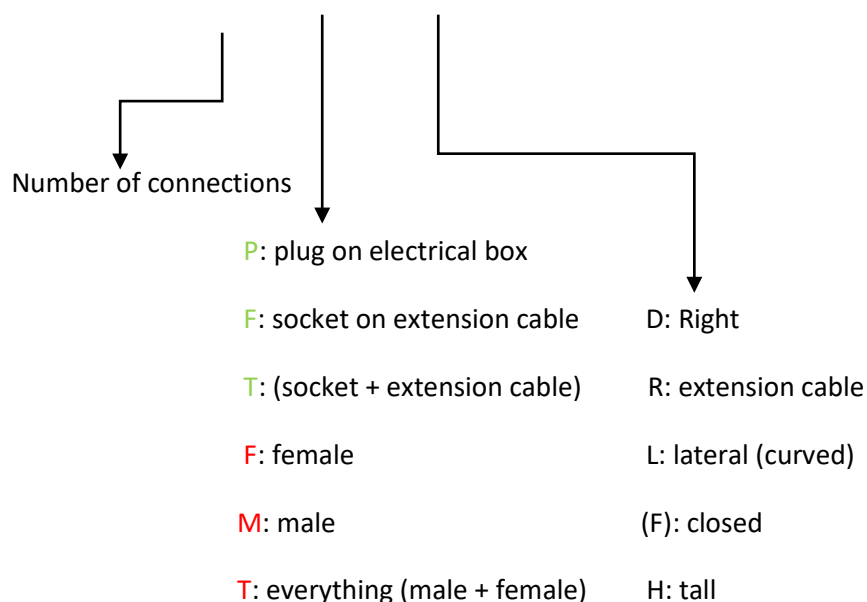 Number of connections
P: plug on electrical box
F: socket on extension cable
D: Right
T: (socket + extension cable)
R: extension cable
F: female
L: lateral (curved)
M: male
(F): closed
T: everything (male + female)
H: tall